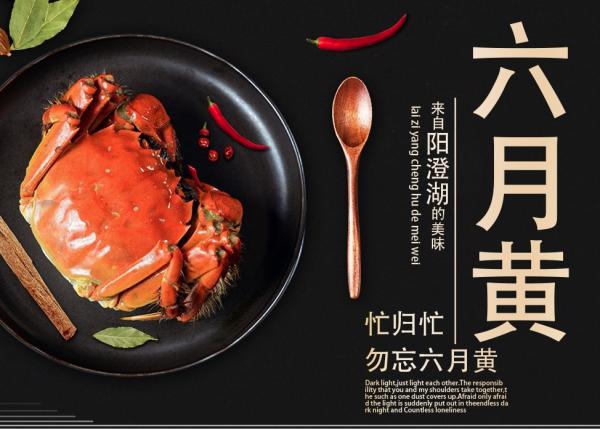 六月黄
来自阳澄湖的美味
lai zi yang cheng hu de mei wei
忙归忙
勿忘六月黄
Dark light,just light each other.The responsib
ility that you and my shoulders take together,t
he such as one dust covers up.Afraid only afrai
d the light is suddenly put out in theendless da
rk night and Countless loneliness